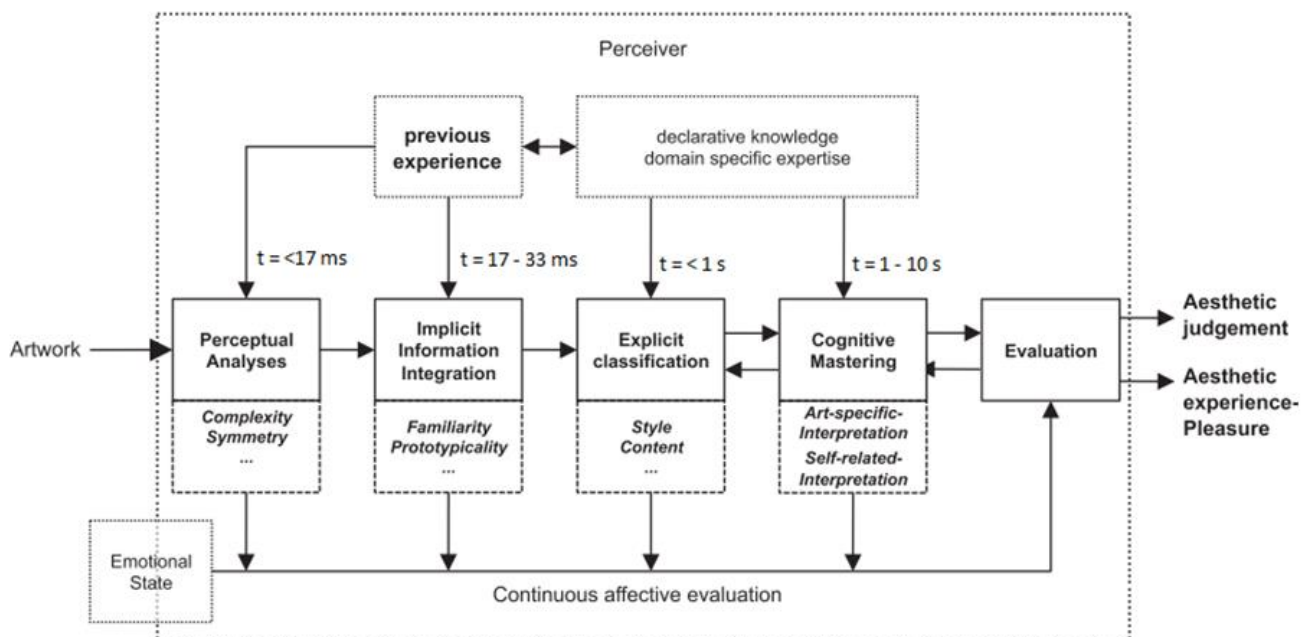 Perceiver
previous
experience
declarative knowledge
domain specific expertise
t = <17 ms
t = 17 - 33 ms
t = < 1 s
t = 1 - 10 s
Artwork
Perceptual
Analyses
Implicit
Information
Integration
Explicit
classification
Cognitive
Mastering
Evaluation
Aesthetic
judgement
Aesthetic
experience-
Pleasure
Complexity
Symmetry
...
Familiarity
Prototypicality
...
Style
Content
...
Art-specific-
Interpretation
Self-related-
Interpretation
Emotional
State
Continuous affective evaluation